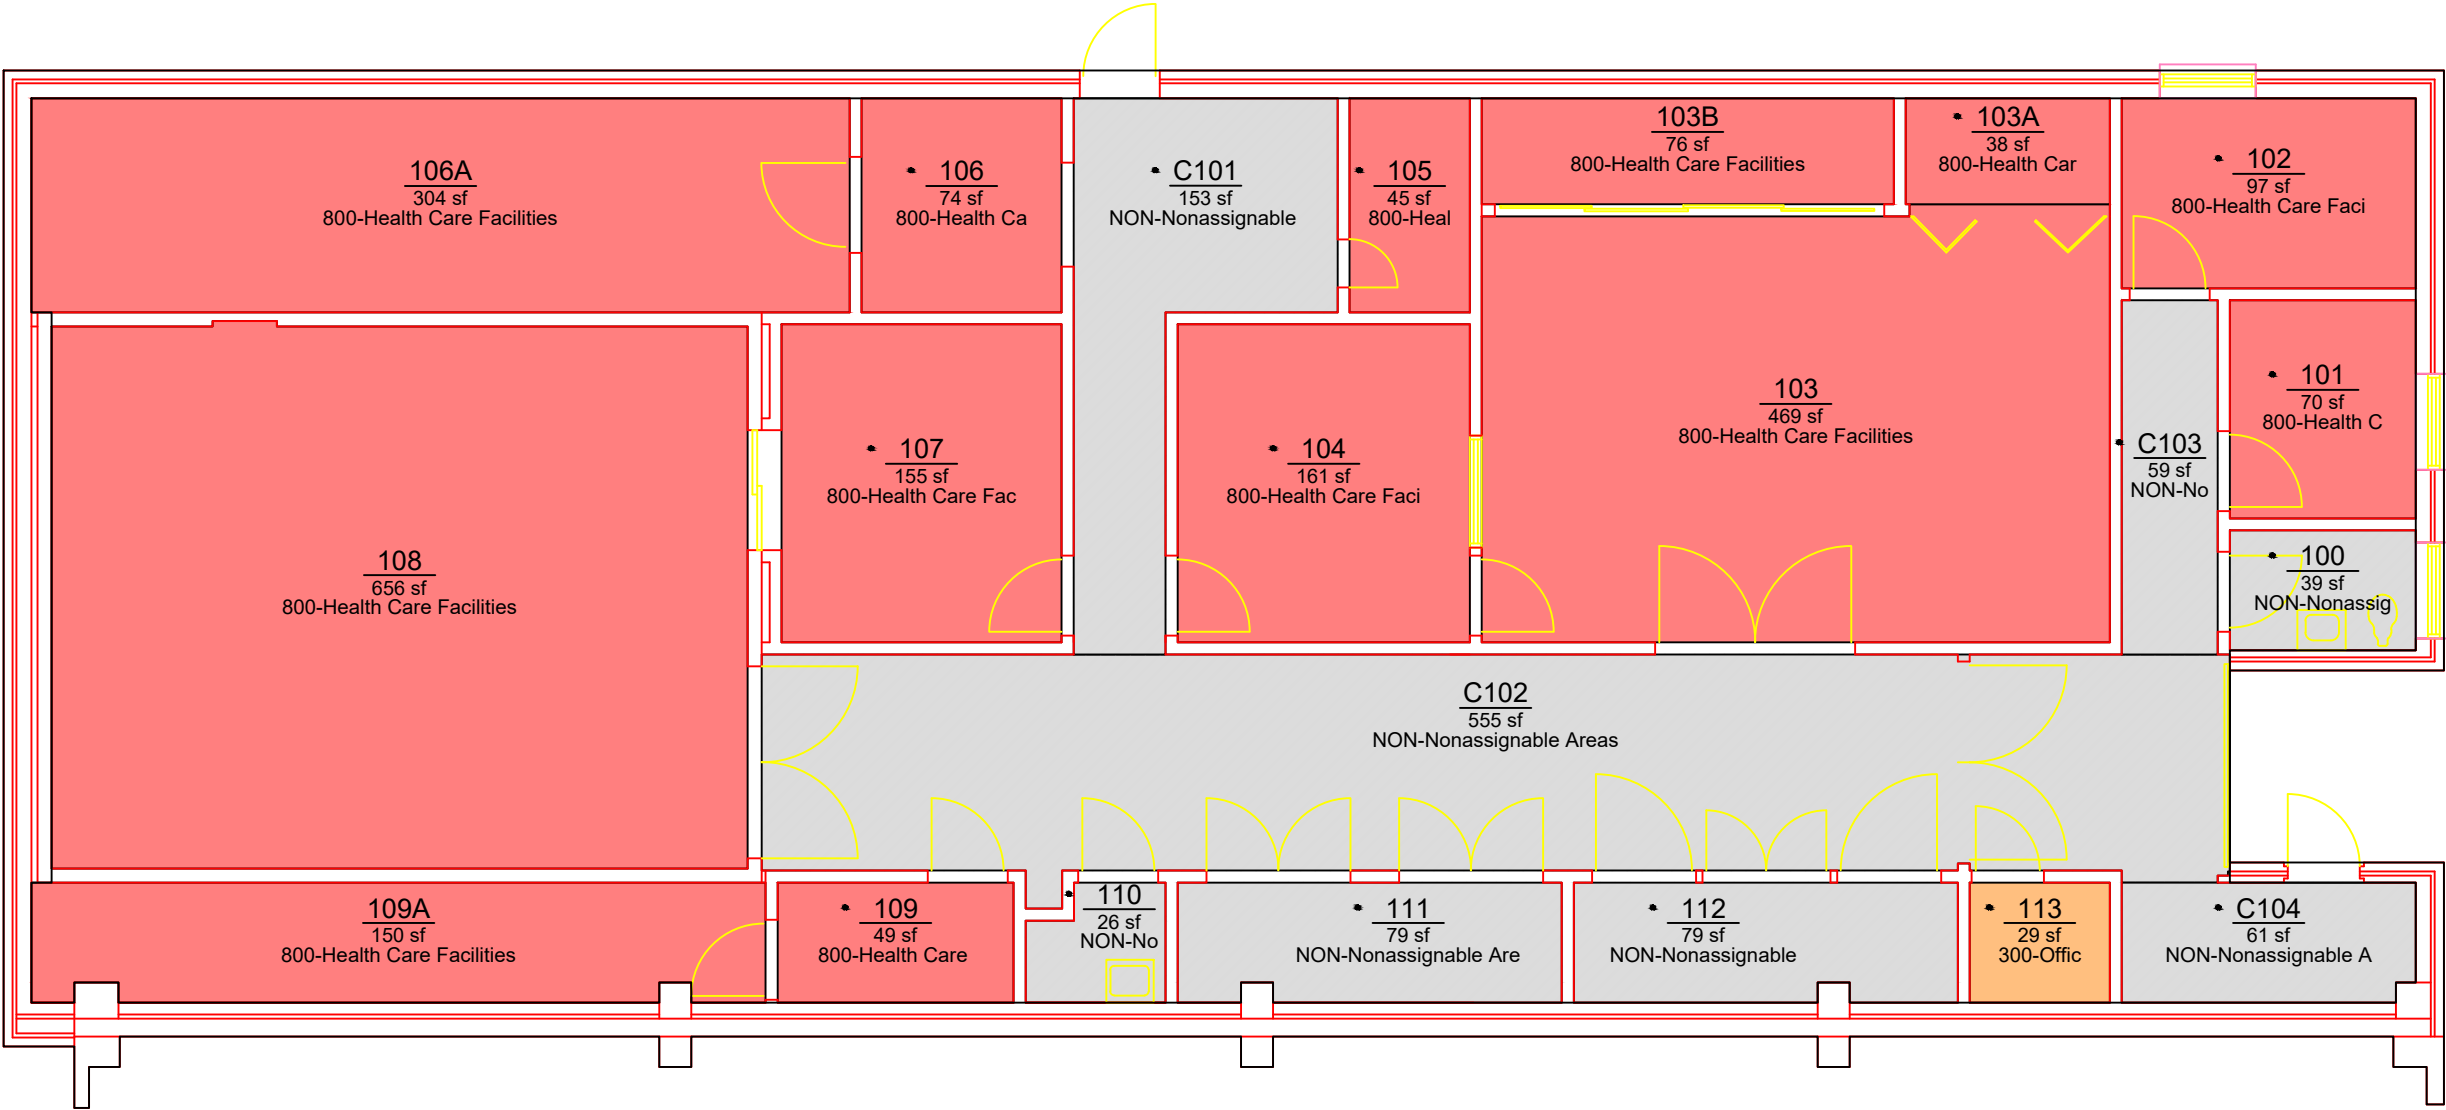 103B
76 sf
800-Health Care Facilities
103A
38 sf
800-Health Car
106A
304 sf
800-Health Care Facilities
106
74 sf
800-Health Ca
C101
153 sf
NON-Nonassignable
105
45 sf
800-Heal
102
97 sf
800-Health Care Faci
103
469 sf
800-Health Care Facilities
101
70 sf
800-Health C
107
155 sf
800-Health Care Fac
104
161 sf
800-Health Care Faci
C103
59 sf
NON-No
108
656 sf
800-Health Care Facilities
100
39 sf
NON-Nonassig
C102
555 sf
NON-Nonassignable Areas
109A
150 sf
800-Health Care Facilities
109
49 sf
800-Health Care
110
26 sf
NON-No
111
79 sf
NON-Nonassignable Are
112
79 sf
NON-Nonassignable
113
29 sf
300-Offic
C104
61 sf
NON-Nonassignable A